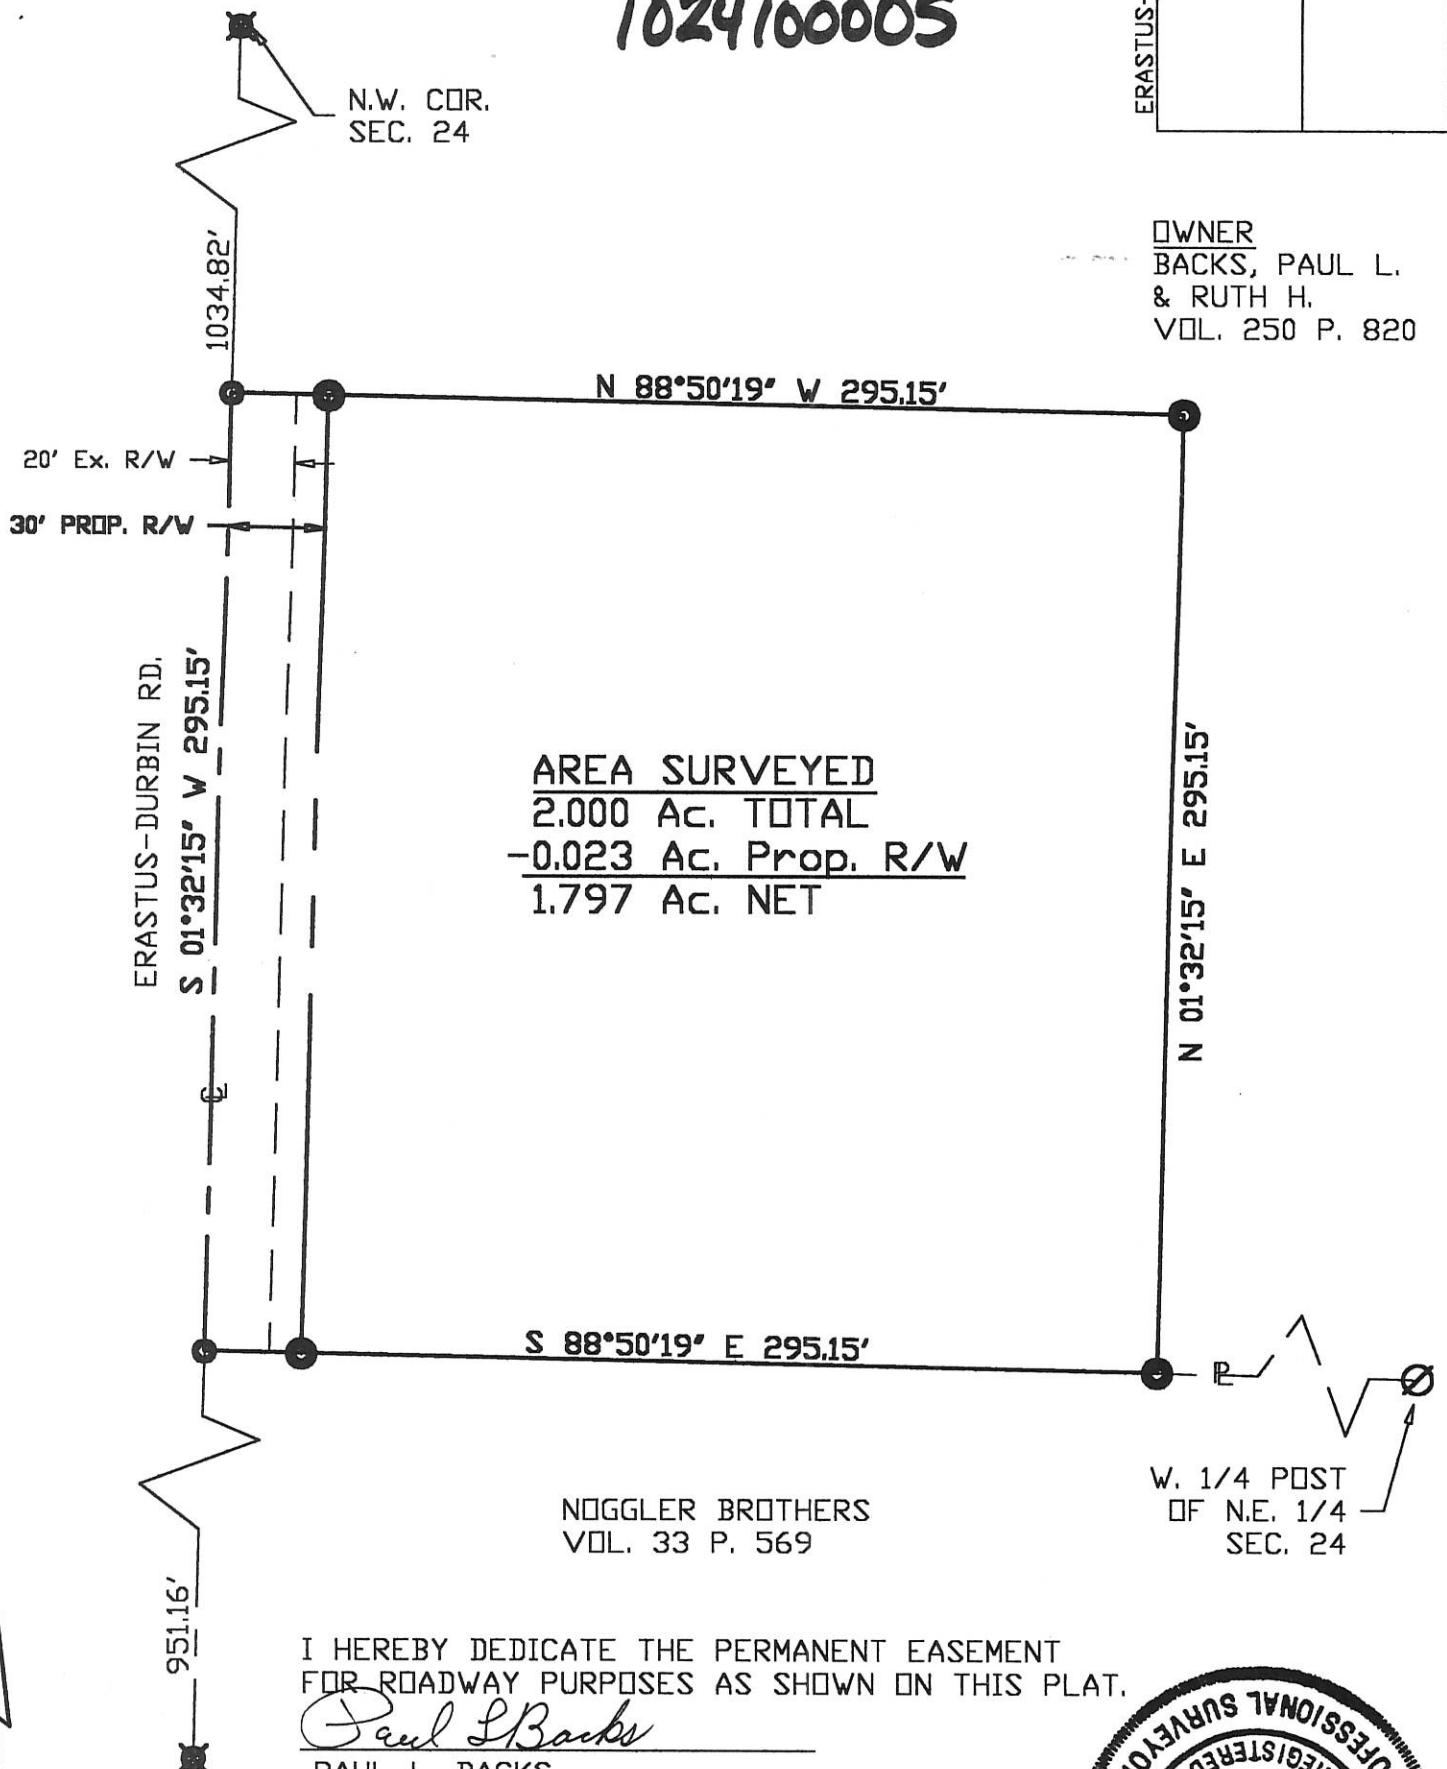 1024100005
ERASTUS-
N.W. COR.
SEC. 24
1034.82'
OWNER
BACKS, PAUL L.
& RUTH H.
VOL. 250 P. 820
N 88°50'19" W 295.15'
20' Ex. R/W
30' PROP. R/W
ERASTUS-DURBIN RD.
S 01°32'15" W 295.15'
AREA SURVEYED
2.000 Ac. TOTAL
-0.023 Ac. Prop. R/W
1.797 Ac. NET
N 01°32'15" E 295.15'
S 88°50'19" E 295.15'
W. 1/4 POST
OF N.E. 1/4
SEC. 24
NOGGLER BROTHERS
VOL. 33 P. 569
951.16'
I HEREBY DEDICATE THE PERMANENT EASEMENT
FOR ROADWAY PURPOSES AS SHOWN ON THIS PLAT.
Paul L Backs
PAUL L. BACKS
REGISTERED
OFESSIONAL SURVEYO